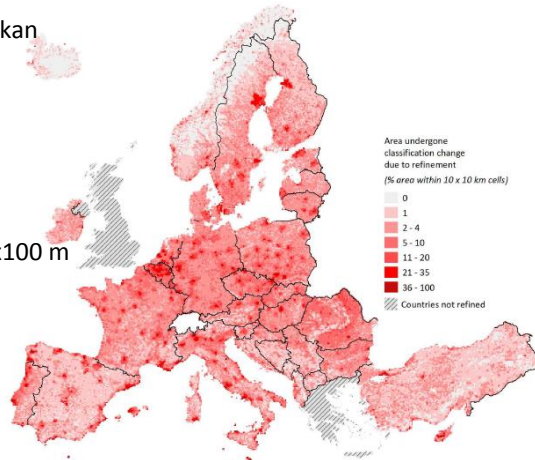 kan
100 m
Area undergone
classification change
due to refinement
(% area within 10 x 10 km cells)
0
1
2 - 4
5 - 10
11 - 20
21 - 35
36 - 100
Countries not refined